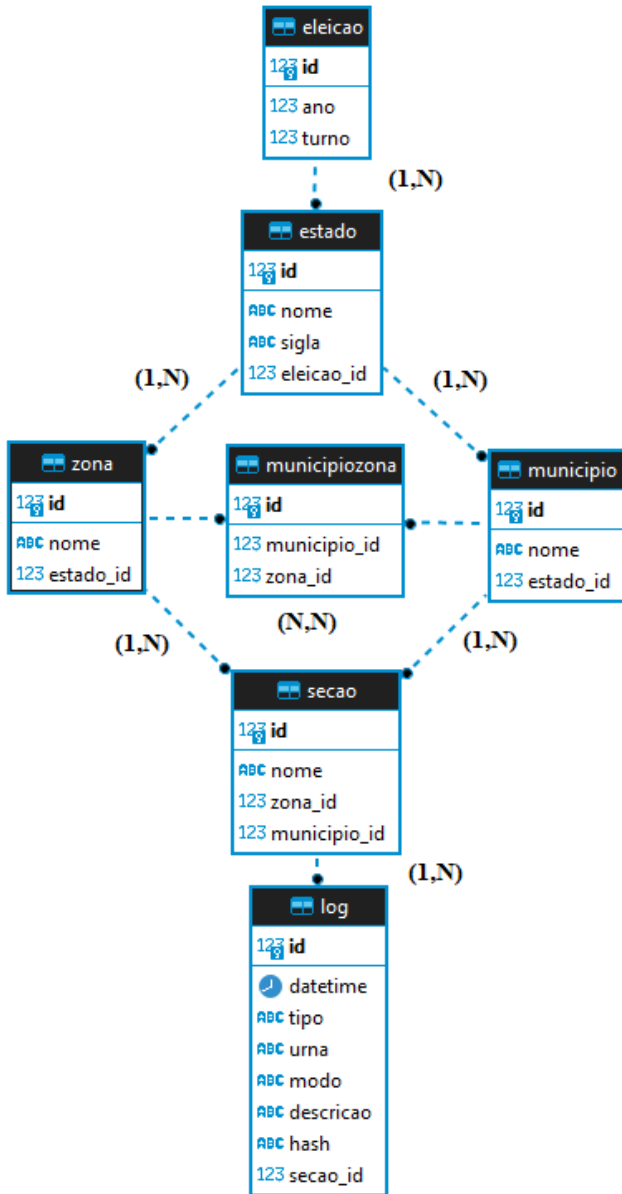 eleicao
123 id
123 ano
123 turno
(1,N)
estado
123 id
ABC nome
ABC sigla
123 eleicao_id
(1,N)
(1,N)
zona
123 id
ABC nome
123 estado_id
municipiozona
123 id
123 municipio_id
123 zona_id
municipio
123 id
ABC nome
123 estado_id
(N,N)
(1,N)
(1,N)
secao
123 id
ABC nome
123 zona_id
123 municipio_id
(1,N)
log
123 id
datetime
ABC tipo
ABC urna
ABC modo
ABC descricao
ABC hash
123 secao_id